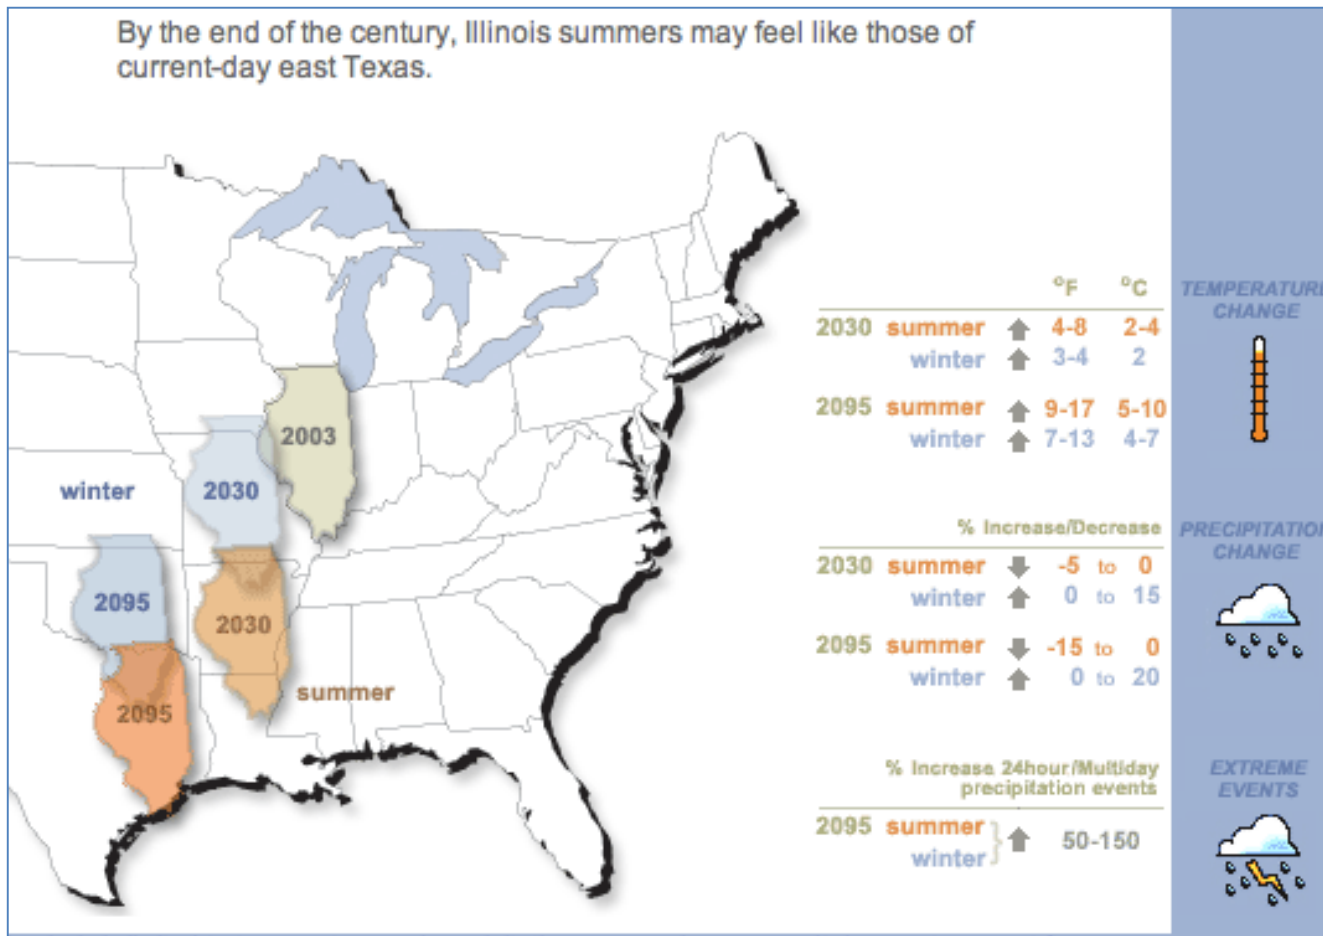 By the end of the century, Illinois summers may feel like those of
current-day east Texas.
2003
winter
2030
2095
2030
summer
2095
°F °C
2030 summer 4-8 2-4
winter 3-4 2
2095 summer 9-17 5-10
winter 7-13 4-7
TEMPERATURE
CHANGE
% Increase/Decrease
2030 summer -5 to 0
winter 0 to 15
2095 summer -15 to 0
winter 0 to 20
PRECIPITATION
CHANGE
% Increase 24hour/Multiday
precipitation events
2095 summer
winter
50-150
EXTREME
EVENTS